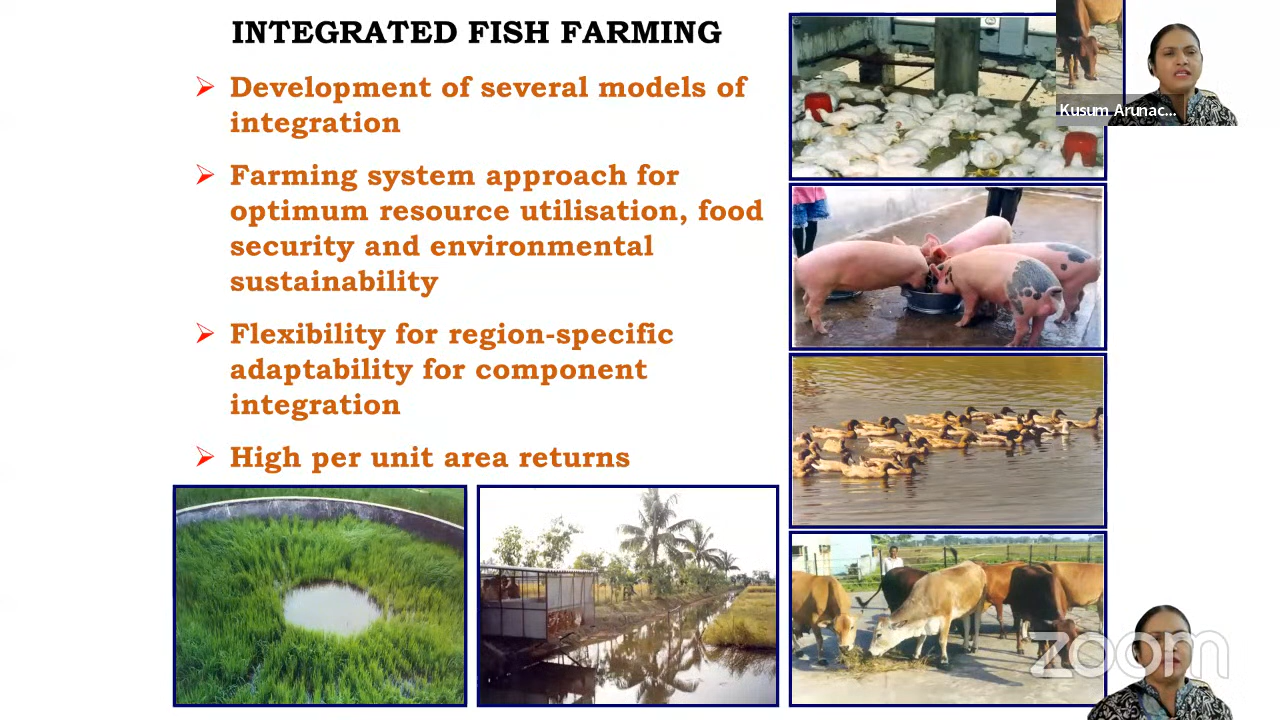 INTEGRATED FISH FARMING
Development of several models of
integration
Farming system approach for
optimum resource utilisation, food
security and environmental
sustainability
Flexibility for region-specific
adaptability for component
integration
High per unit area returns
Kusum Arunac...
zoom